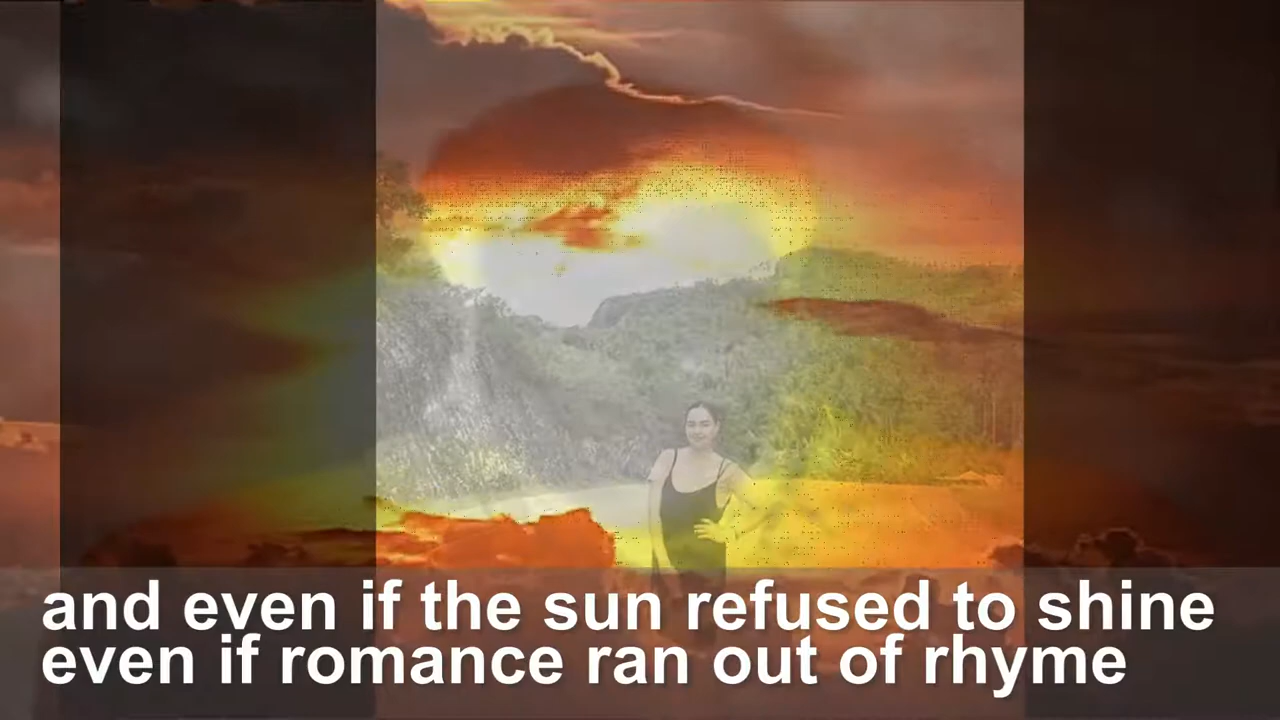 and even if the sun refused to shine
even if romance ran out of rhyme